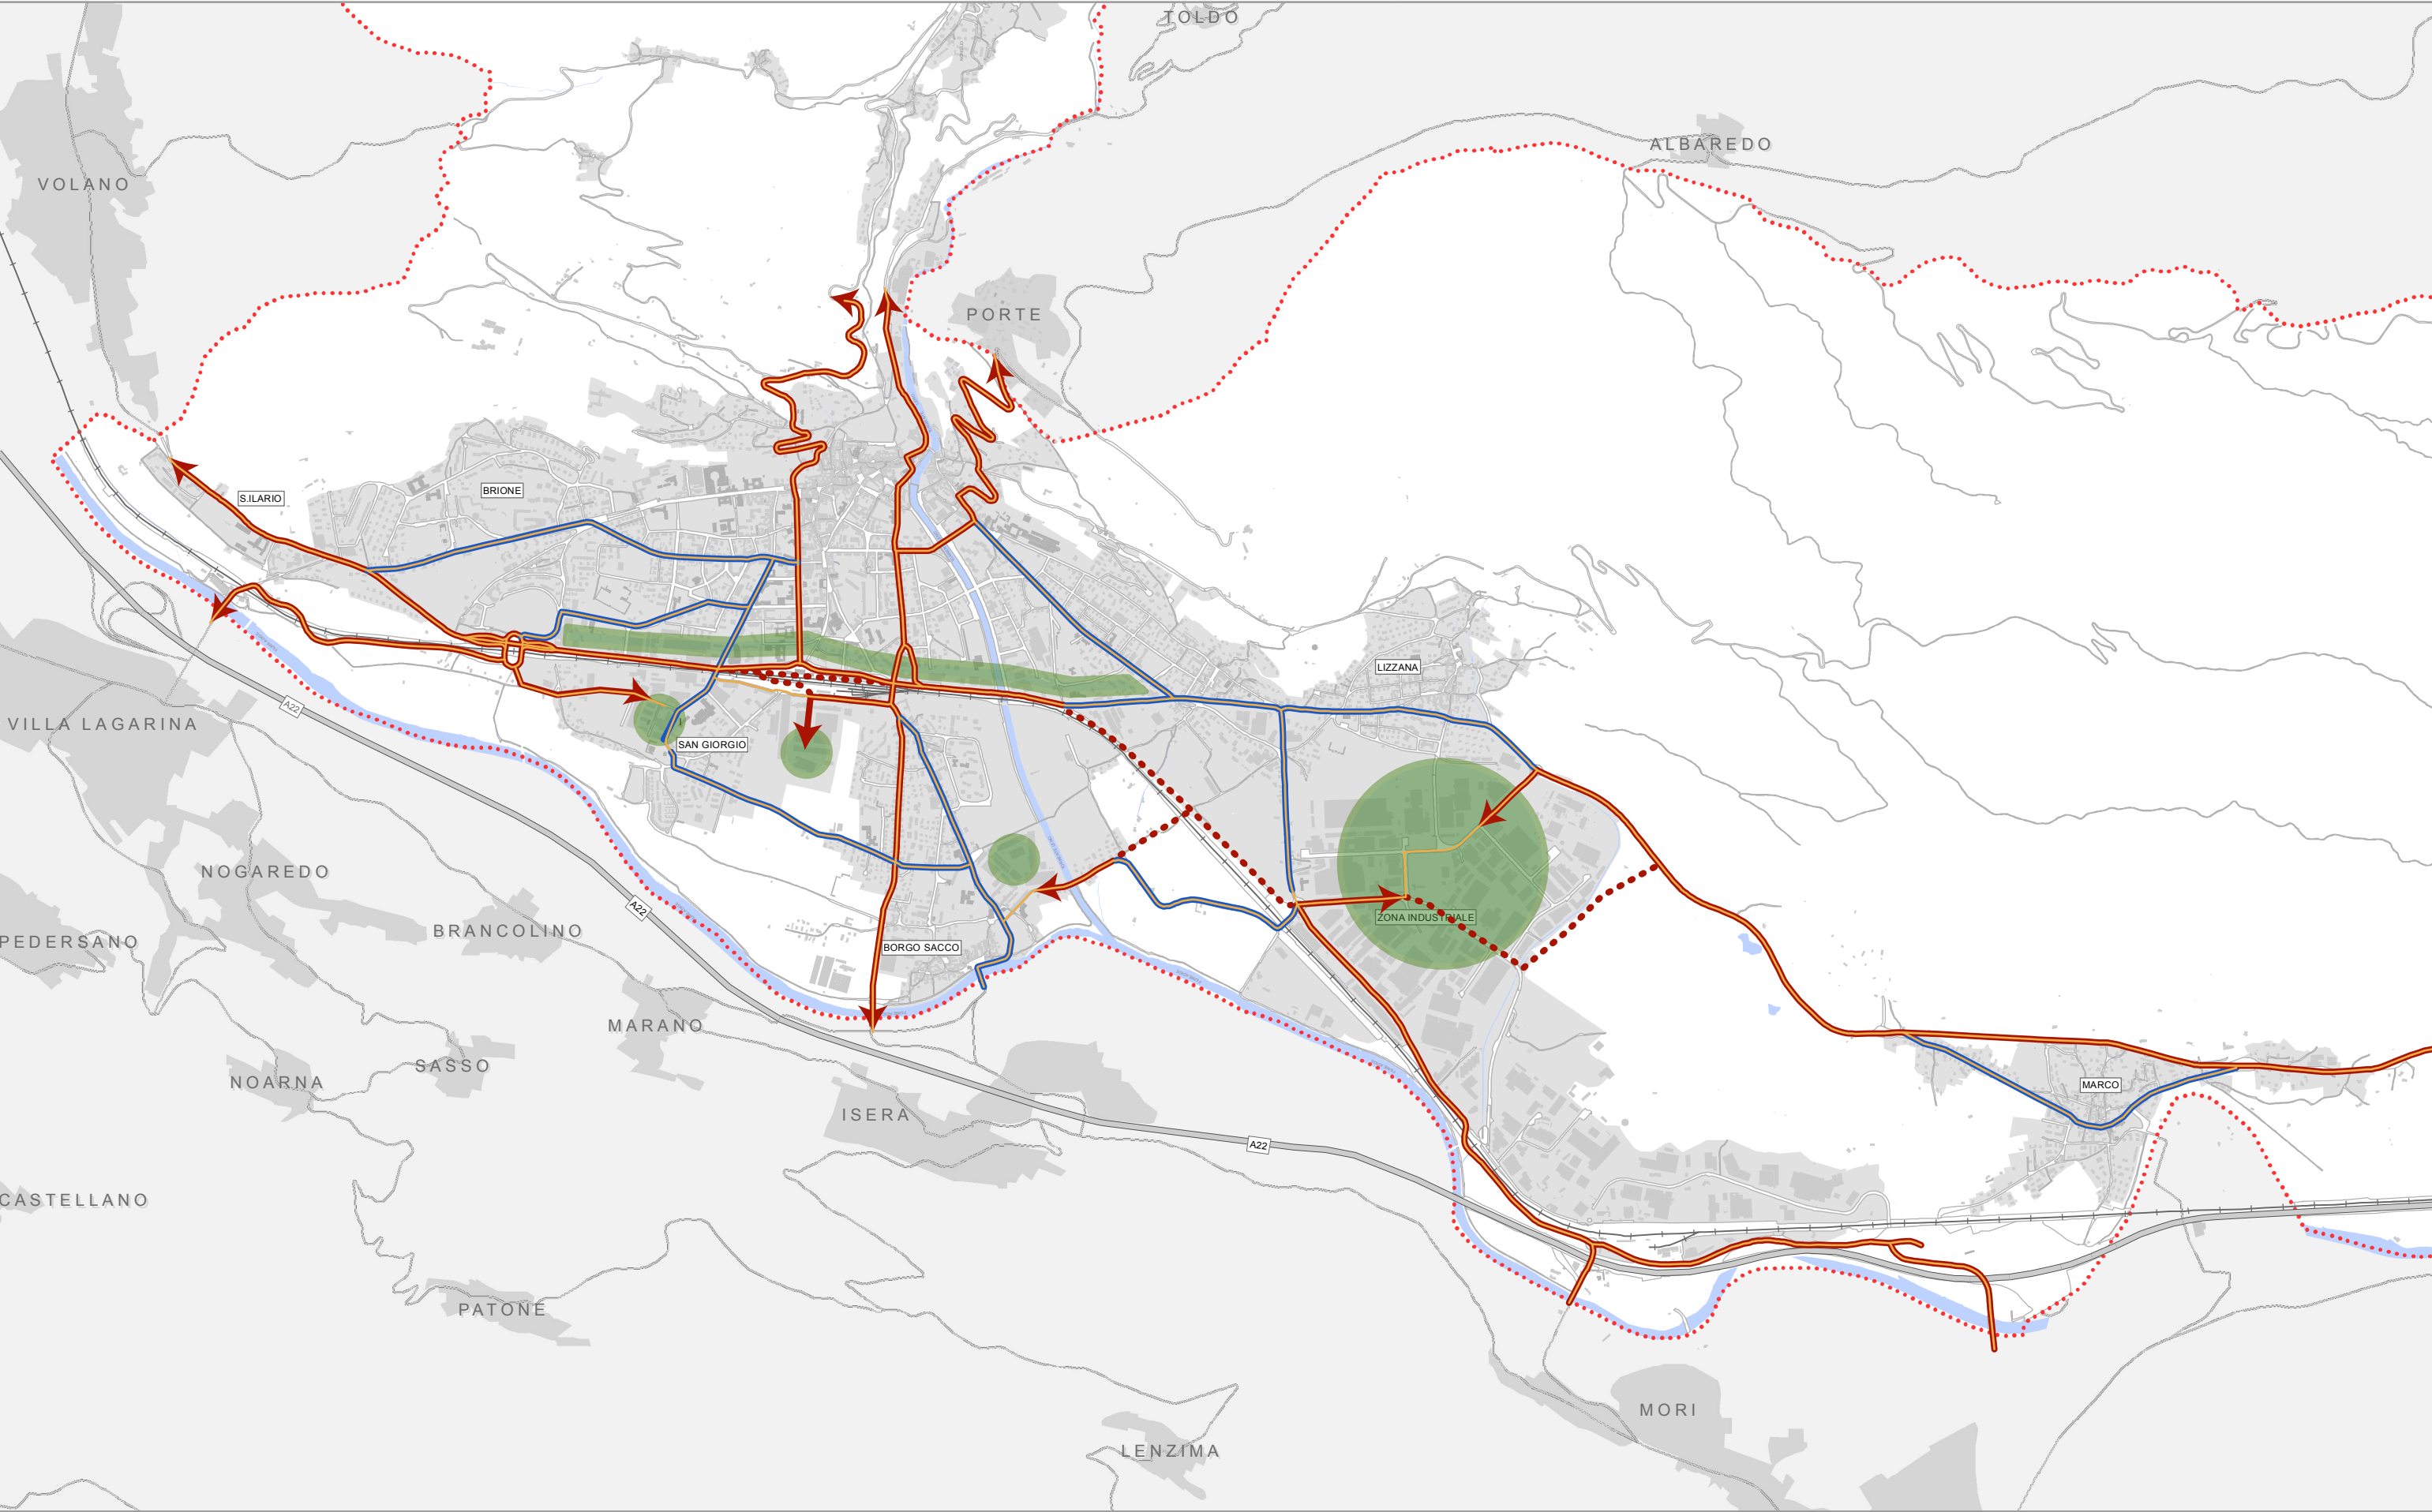 TOLDO
ALBAREDO
VOLANO
PORTE
BRIONE
S.ILARIO
LIZZANA
A22
VILLA LAGARINA
SAN GIORGIO
NOGAREDO
A22
ZONA INDUSTRIALE
BRANCOLINO
PEDERSANO
BORGO SACCO
MARANO
SASSO
NOARNA
MARCO
ISERA
A22
CASTELLANO
PATONE
MORI
LENZIMA